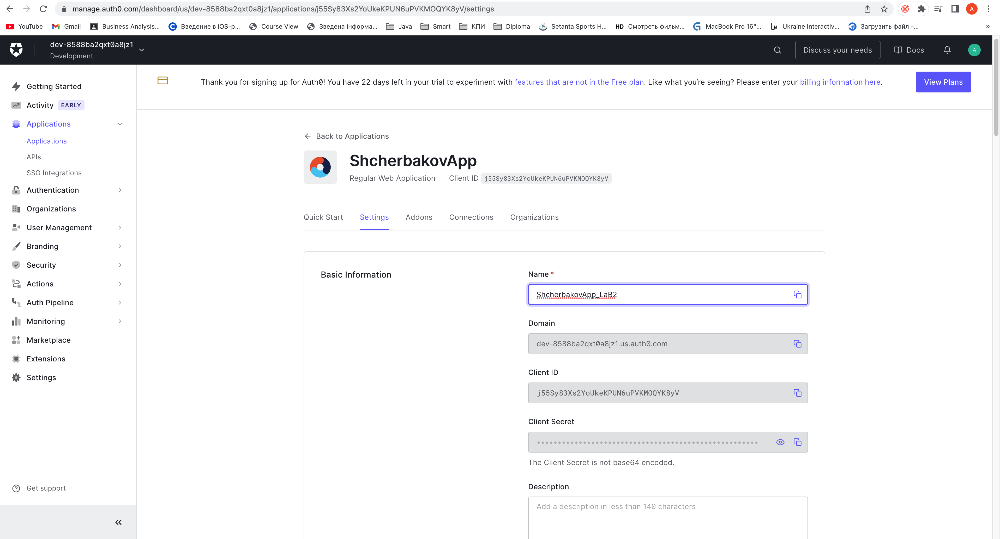 manage.auth0.com/dashboard/us/dev-8588ba2qxt0a8jz1/applications/j55Sy83Xs2YoUkeKPUN6uPVKMOQYK8yV/settings
A
YouTube
Gmail
Business Analysis...
Введение в iOS-р...
Course View
Зведена інформа...
Java
Smart
КПИ
Diploma
Setanta Sports H...
HD Смотреть фильм...
MacBook Pro 16"...
Ukraine Interactiv...
Загрузить файл -...
»
dev-8588ba2qxt0a8jz1
Development
Discuss your needs
Docs
A
Getting Started
Activity EARLY
Applications
Applications
APIs
SSO Integrations
Authentication
Organizations
User Management
Branding
Security
Actions
Auth Pipeline
Monitoring
Marketplace
Extensions
Settings
Get support
Thank you for signing up for Auth0! You have 22 days left in your trial to experiment with features that are not in the Free plan. Like what you're seeing? Please enter your billing information here.
View Plans
Back to Applications
ShcherbakovApp
Regular Web Application Client ID j55Sy83Xs2YoUkeKPUN6uPVKMOQYK8yV
Quick Start Settings Addons Connections Organizations
Basic Information
Name *
ShcherbakovApp_LaB2
Domain
dev-8588ba2qxt0a8jz1.us.auth0.com
Client ID
j55Sy83Xs2YoUkeKPUN6uPVKMOQYK8yV
Client Secret
The Client Secret is not base64 encoded.
Description
Add a description in less than 140 characters